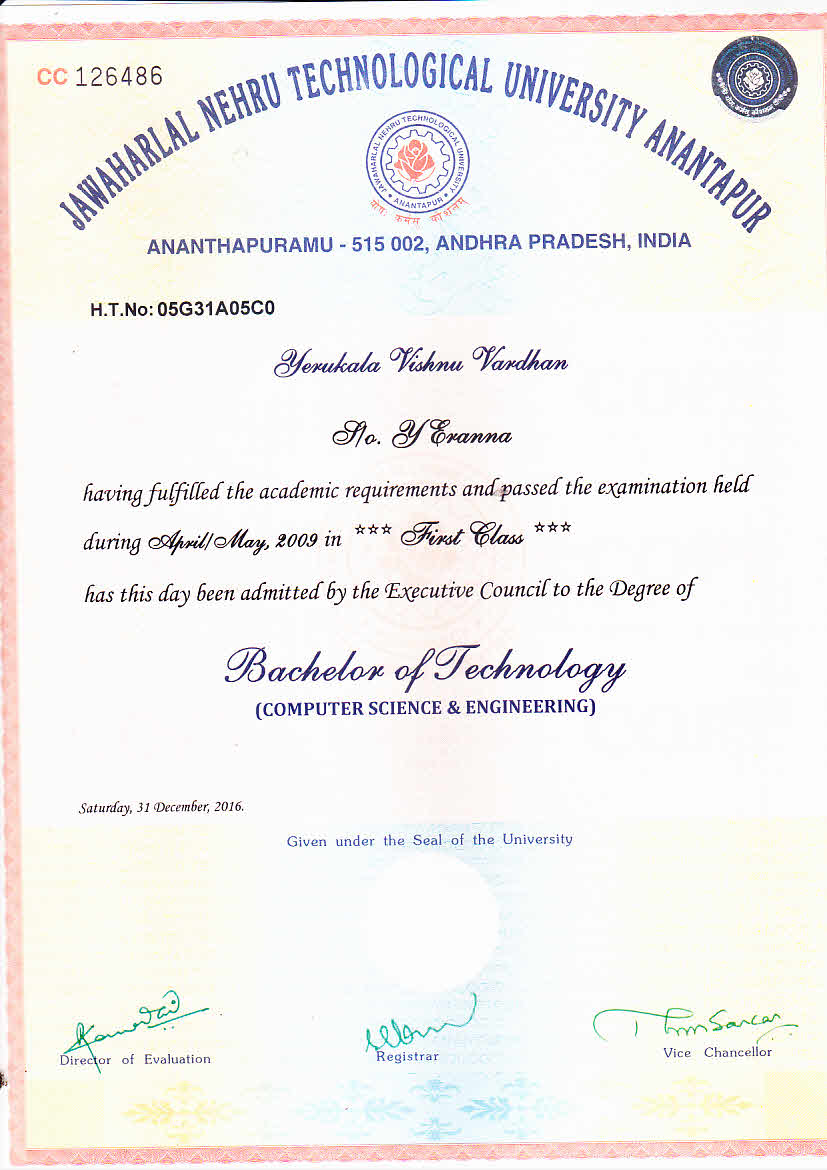 CC 126486
JAWAHARLAL NEHRU TECHNOLOGICAL UNIVERSITY ANANTAPUR
JAWAHARLAL NEHRU TECHNOLOGICAL UNIVERSITY
ANANTAPUR
ANANTHAPURAMU - 515 002, ANDHRA PRADESH, INDIA
H.T.No: 05G31A05C0
Yerukala Vishnu Vardhan
S/o. Y Eranna
having fulfilled the academic requirements and passed the examination held
during April/May, 2009 in *** First Class ***
has this day been admitted by the Executive Council to the Degree of
Bachelor of Technology
(COMPUTER SCIENCE & ENGINEERING)
Saturday, 31 December, 2016.
Given under the Seal of the University
Director of Evaluation
Registrar
Vice Chancellor